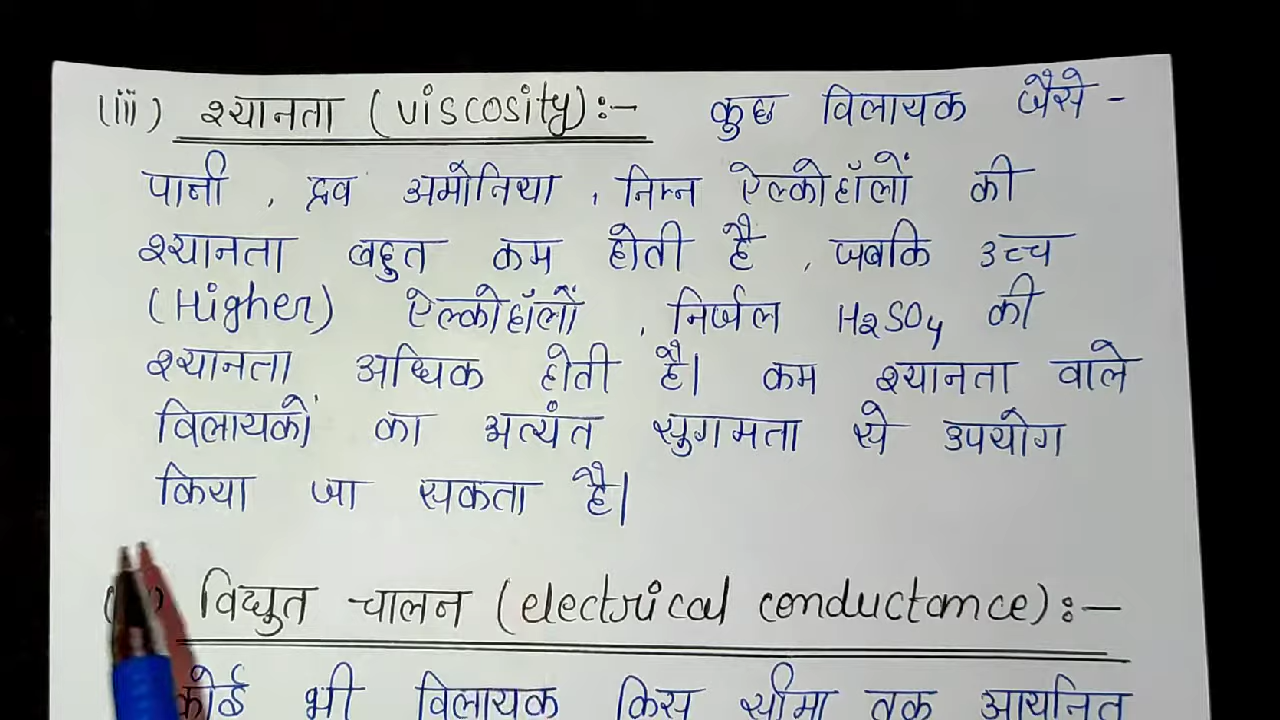 (iii) श्यानता (viscosity):- कुछ विलायक जैसे -
पानी, द्रव अमोनिया, निम्न ऐल्कोहॉलों की
श्यानता बहुत कम होती है, जबकि उच्च
(Higher) ऐल्कोहॉलों, निर्जल H2SO4 की
श्यानता अधिक होती है। कम श्यानता वाले
विलायकों का अत्यंत सुगमता से उपयोग
किया जा सकता है।
विद्युत चालन (electrical conductance):-
कोई भी विलायक किस सीमा तक आयनित